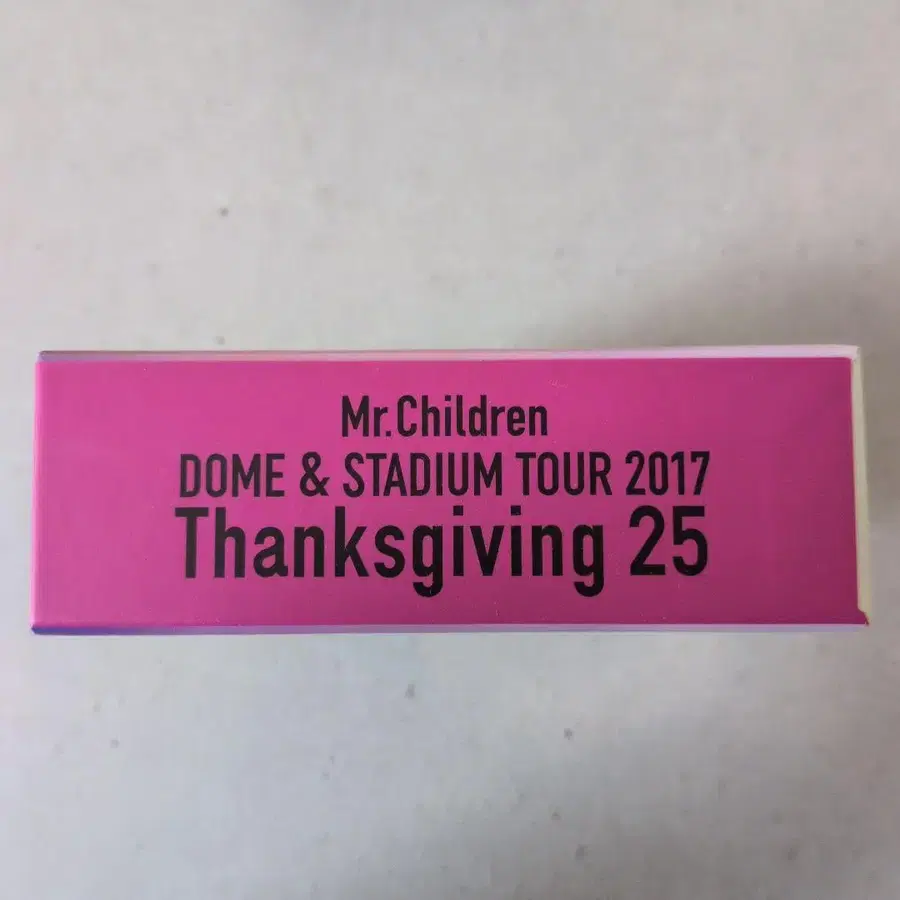 Mr.Children
DOME & STADIUM TOUR 2017
Thanksgiving 25